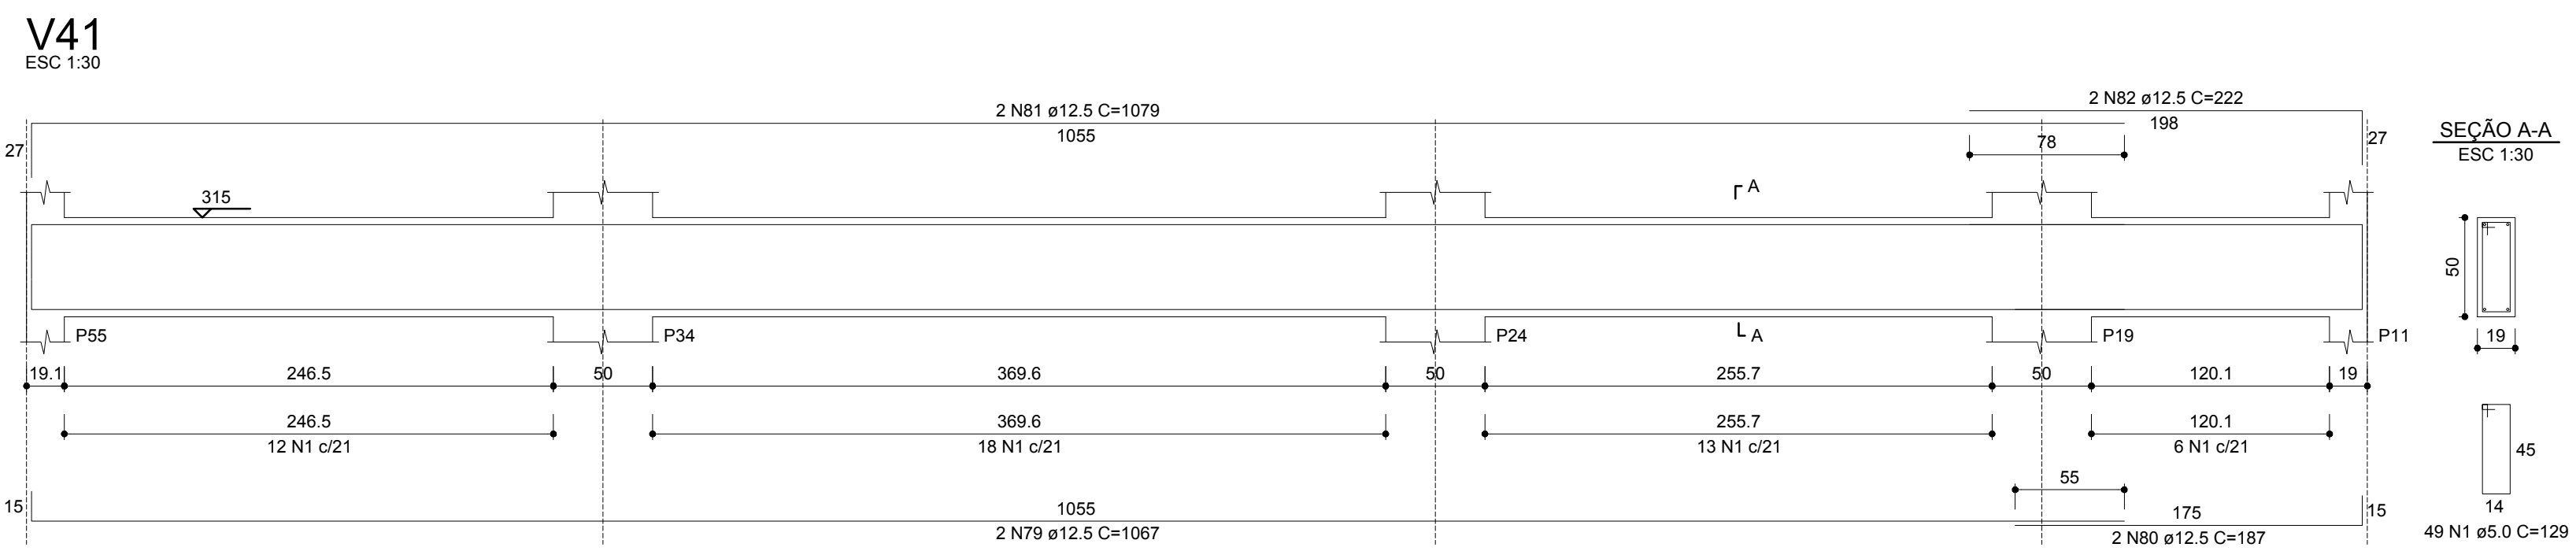 V41
ESC 1:30
2 N81 ø12.5 C=1079
1055
2 N82 ø12.5 C=222
198
78
27
27
SEÇÃO A-A
ESC 1:30
315
A
A
P55
P34
P24
P19
P11
50
19
19.1
246.5
50
369.6
50
255.7
50
120.1
19
246.5
369.6
255.7
120.1
12 N1 c/21
18 N1 c/21
13 N1 c/21
6 N1 c/21
45
14
49 N1 ø5.0 C=129
55
15
1055
2 N79 ø12.5 C=1067
175
15
2 N80 ø12.5 C=187